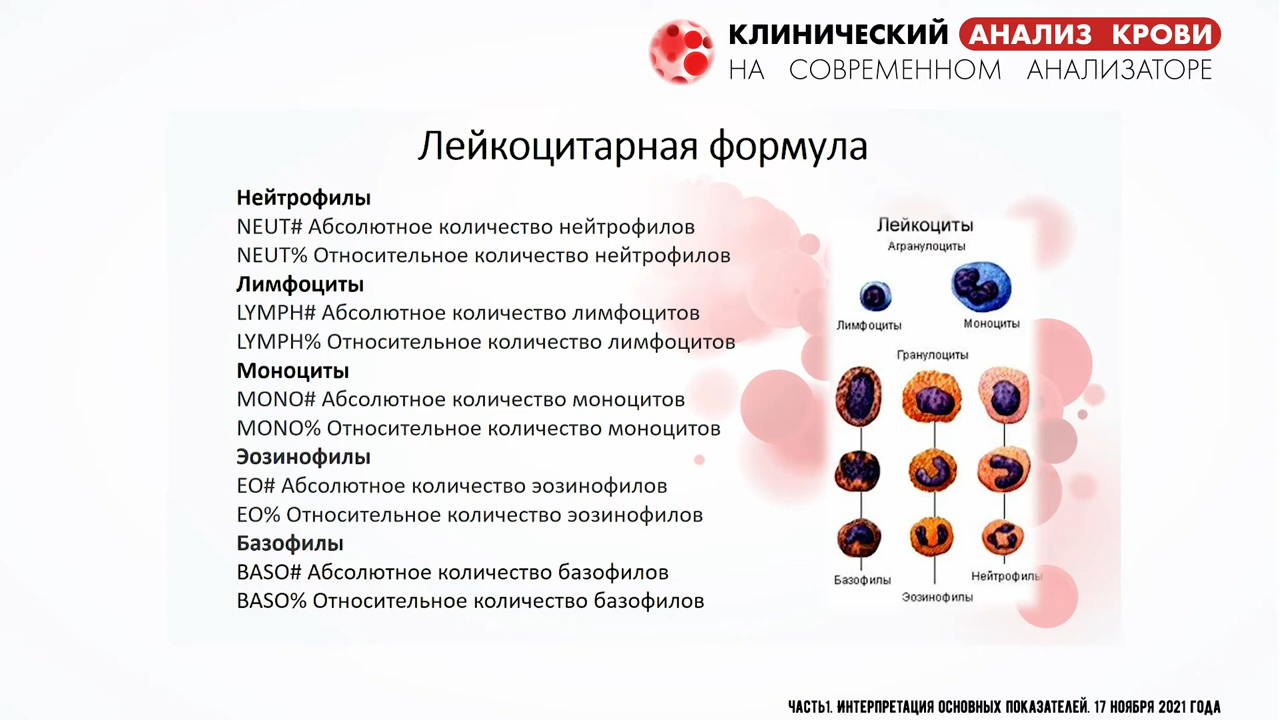 КЛИНИЧЕСКИЙ АНАЛИЗ КРОВИ
НА СОВРЕМЕННОМ АНАЛИЗАТОРЕ
Лейкоцитарная формула
Нейтрофилы
NEUT# Абсолютное количество нейтрофилов
NEUT% Относительное количество нейтрофилов
Лимфоциты
LYMPH# Абсолютное количество лимфоцитов
LYMPH% Относительное количество лимфоцитов
Моноциты
MONO# Абсолютное количество моноцитов
MONO% Относительное количество моноцитов
Эозинофилы
EO# Абсолютное количество эозинофилов
EO% Относительное количество эозинофилов
Базофилы
BASO# Абсолютное количество базофилов
BASO% Относительное количество базофилов
Лейкоциты
Агранулоциты
Лимфоциты
Моноциты
Гранулоциты
Базофилы
Эозинофилы
Нейтрофилы
ЧАСТЬ1. ИНТЕРПРЕТАЦИЯ ОСНОВНЫХ ПОКАЗАТЕЛЕЙ. 17 НОЯБРЯ 2021 ГОДА